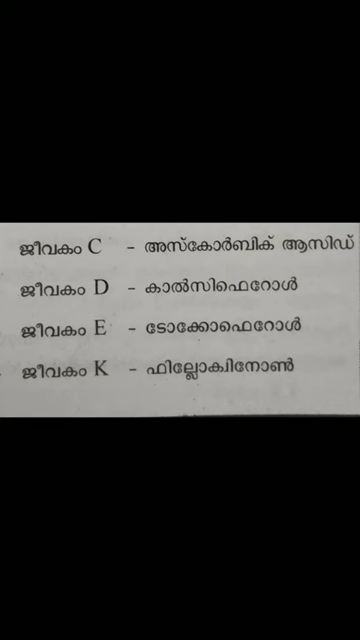 ജീവകം C - അസ്കോർബിക് ആസിഡ്
ജീവകം D - കാൽസിഫെറോൾ
ജീവകം E - ടോക്കോഫെറോൾ
ജീവകം K - ഫില്ലോക്വിനോൺ